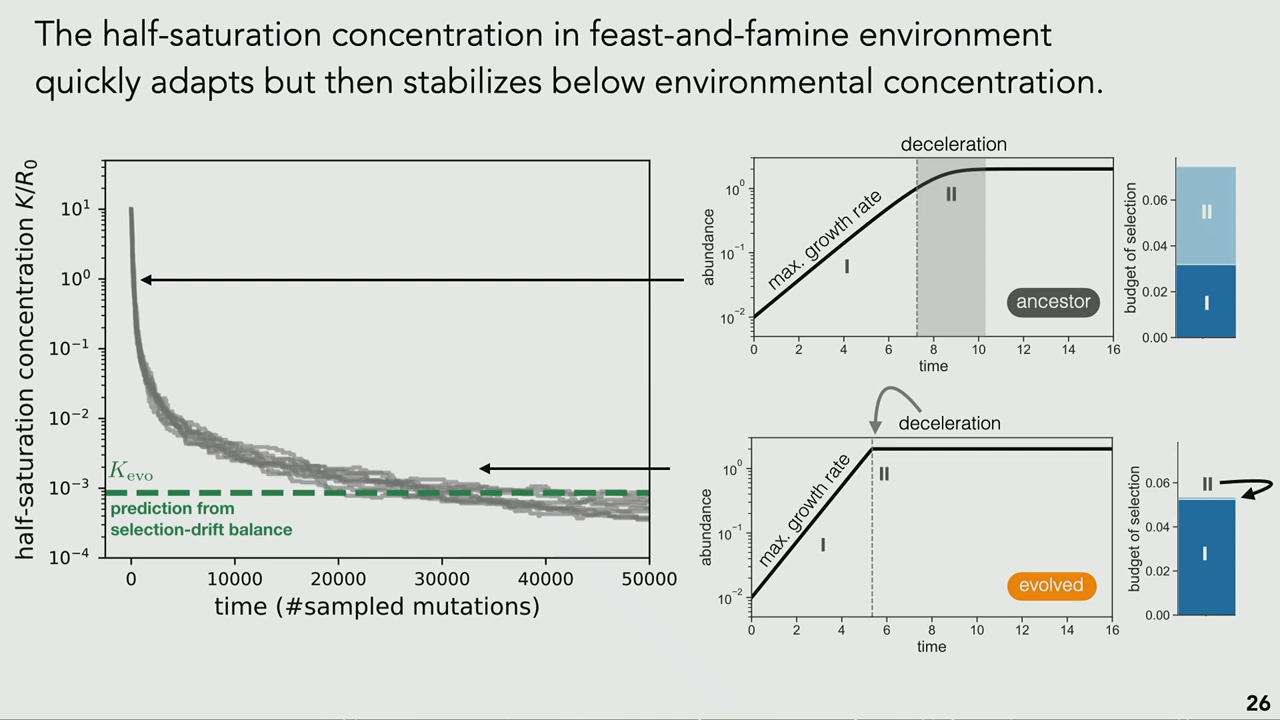 The half-saturation concentration in feast-and-famine environment
quickly adapts but then stabilizes below environmental concentration.
half-saturation concentration K/R₀
10¹
10⁰
10⁻¹
10⁻²
10⁻³
10⁻⁴
K_evo
prediction from
selection-drift balance
0 10000 20000 30000 40000 50000
time (#sampled mutations)
deceleration
abundance
10⁰
10⁻¹
10⁻²
max. growth rate
I
II
ancestor
0 2 4 6 8 10 12 14 16
time
budget of selection
0.06
0.04
0.02
0.00
II
I
deceleration
abundance
10⁰
10⁻¹
10⁻²
max. growth rate
I
II
evolved
0 2 4 6 8 10 12 14 16
time
budget of selection
0.06
0.04
0.02
0.00
II
I
26